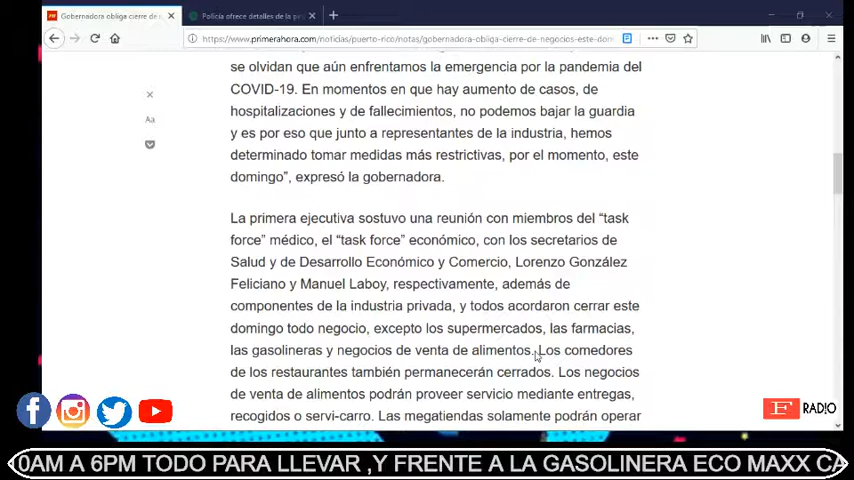 Gobernadora obliga cierre de n
Policía ofrece detalles de la pe
https://www.primerahora.com/noticias/puerto-rico/notas/gobernadora-obliga-cierre-de-negocios-este-dom
se olvidan que aún enfrentamos la emergencia por la pandemia del
COVID-19. En momentos en que hay aumento de casos, de
hospitalizaciones y de fallecimientos, no podemos bajar la guardia
Aa
y es por eso que junto a representantes de la industria, hemos
determinado tomar medidas más restrictivas, por el momento, este
domingo”, expresó la gobernadora.
La primera ejecutiva sostuvo una reunión con miembros del “task
force” médico, el “task force” económico, con los secretarios de
Salud y de Desarrollo Económico y Comercio, Lorenzo González
Feliciano y Manuel Laboy, respectivamente, además de
componentes de la industria privada, y todos acordaron cerrar este
domingo todo negocio, excepto los supermercados, las farmacias,
las gasolineras y negocios de venta de alimentos. Los comedores
de los restaurantes también permanecerán cerrados. Los negocios
de venta de alimentos podrán proveer servicio mediante entregas,
recogidos o servi-carro. Las megatiendas solamente podrán operar
F RADIO
0AM A 6PM TODO PARA LLEVAR ,Y FRENTE A LA GASOLINERA ECO MAXX CA